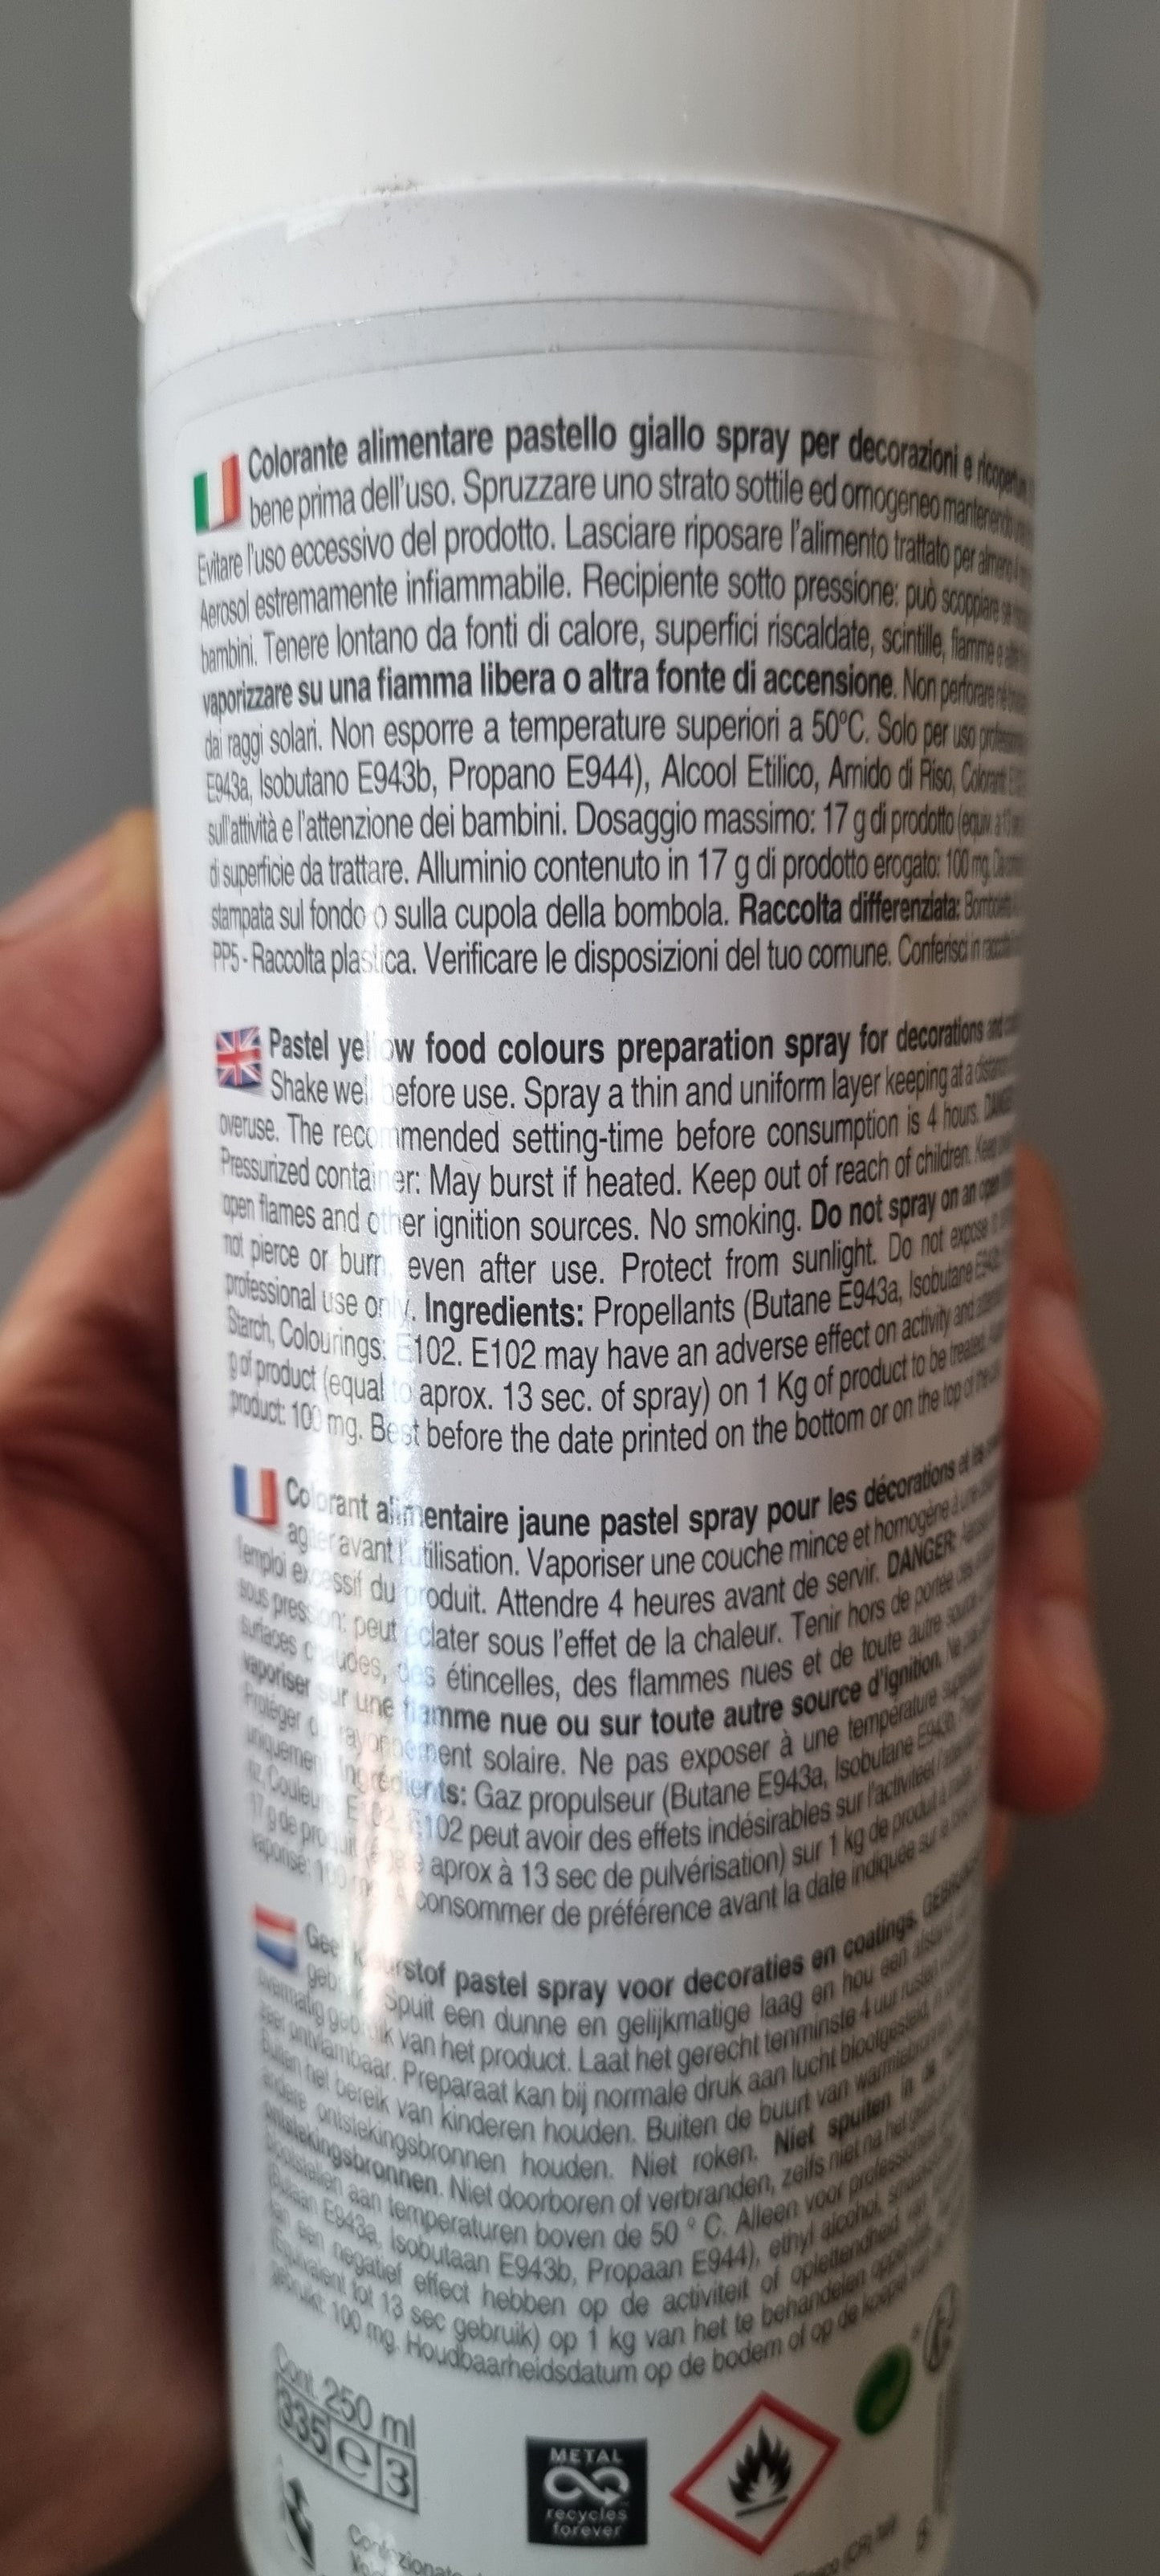 Colorante alimentare pastello giallo spray per decorazioni e
bene prima dell'uso. Spruzzare uno strato sottile ed omogeneo mantenendo
Evitare l'uso eccessivo del prodotto. Lasciare riposare l'alimento trattato per almeno
Aerosol estremamente infiammabile. Recipiente sotto pressione: può scoppiare se
bambini. Tenere lontano da fonti di calore, superfici riscaldate, scintille, fiamme e
vaporizzare su una fiamma libera o altra fonte di accensione. Non perforare né
dai raggi solari. Non esporre a temperature superiori a 50°C. Solo per uso
E943a, Isobutano E943b, Propano E944), Alcool Etilico, Amido di Riso,
sull'attività e l'attenzione dei bambini. Dosaggio massimo: 17 g di prodotto
di superficie da trattare. Alluminio contenuto in 17 g di prodotto erogato: 100 mg.
stampata sul fondo o sulla cupola della bombola. Raccolta differenziata:
PP5 - Raccolta plastica. Verificare le disposizioni del tuo comune. Conferisci in
Pastel yellow food colours preparation spray for decorations and
Shake well before use. Spray a thin and uniform layer keeping at a
overuse. The recommended setting-time before consumption is 4 hours.
Pressurized container: May burst if heated. Keep out of reach of children. Keep
open flames and other ignition sources. No smoking. Do not spray on an open
not pierce or burn, even after use. Protect from sunlight. Do not expose
professional use only. Ingredients: Propellants (Butane E943a, Isobutane
Starch, Colourings: E102. E102 may have an adverse effect on activity and
g of product (equal to aprox. 13 sec. of spray) on 1 Kg of product to be treated.
product: 100 mg. Best before the date printed on the bottom or on the top of the
Colorant alimentaire jaune pastel spray pour les décorations et les
agiter avant l'utilisation. Vaporiser une couche mince et homogène à une
l'emploi excessif du produit. Attendre 4 heures avant de servir. DANGER:
sous pression: peut éclater sous l'effet de la chaleur. Tenir hors de portée des
surfaces chaudes, des étincelles, des flammes nues et de toute autre source
vaporiser sur une flamme nue ou sur toute autre source d'ignition. Ne
Protéger du rayonnement solaire. Ne pas exposer à une température
uniquement. Ingrédients: Gaz propulseur (Butane E943a, Isobutane E943b,
riz, Couleurs: E102. E102 peut avoir des effets indésirables sur l'activité
17 g de produit aprox à 13 sec de pulvérisation) sur 1 kg de produit à
vaporisé: 100 mg. A consommer de préférence avant la date indiquée sur
Geel kleurstof pastel spray voor decoraties en coatings.
Spuit een dunne en gelijkmatige laag en hou een
overmatig gebruik van het product. Laat het gerecht tenminste 4 uur rusten
zeer ontvlambaar. Preparaat kan bij normale druk aan lucht blootgesteld,
Buiten het bereik van kinderen houden. Buiten de buurt van
andere ontstekingsbronnen houden. Niet roken. Niet spuiten in de
ontstekingsbronnen. Niet doorboren of verbranden, zelfs niet na het
blootstellen aan temperaturen boven de 50 ° C. Alleen voor
(Butaan E943a, Isobutaan E943b, Propaan E944), ethyl alcohol,
kan een negatief effect hebben op de activiteit of
(Equivalent tot 13 sec gebruik) op 1 kg van het te behandelen
gebruikt: 100 mg. Houdbaarheidsdatum op de bodem of op de
Cont. 250 ml
335 e 3
METAL
recycles
forever